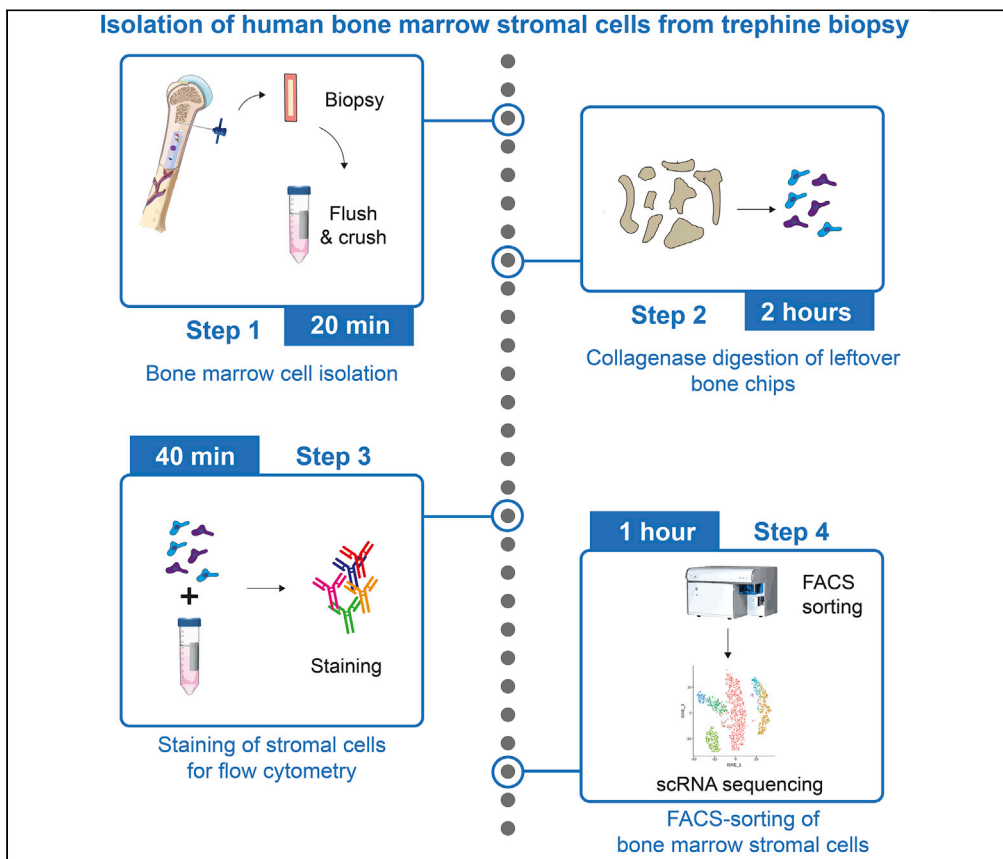 Isolation of human bone marrow stromal cells from trephine biopsy
Biopsy
Flush
& crush
Step 1
20 min
Bone marrow cell isolation
Step 2
2 hours
Collagenase digestion of leftover
bone chips
40 min
Step 3
+
Staining
Staining of stromal cells
for flow cytometry
1 hour
Step 4
FACS
sorting
scRNA sequencing
FACS-sorting of
bone marrow stromal cells